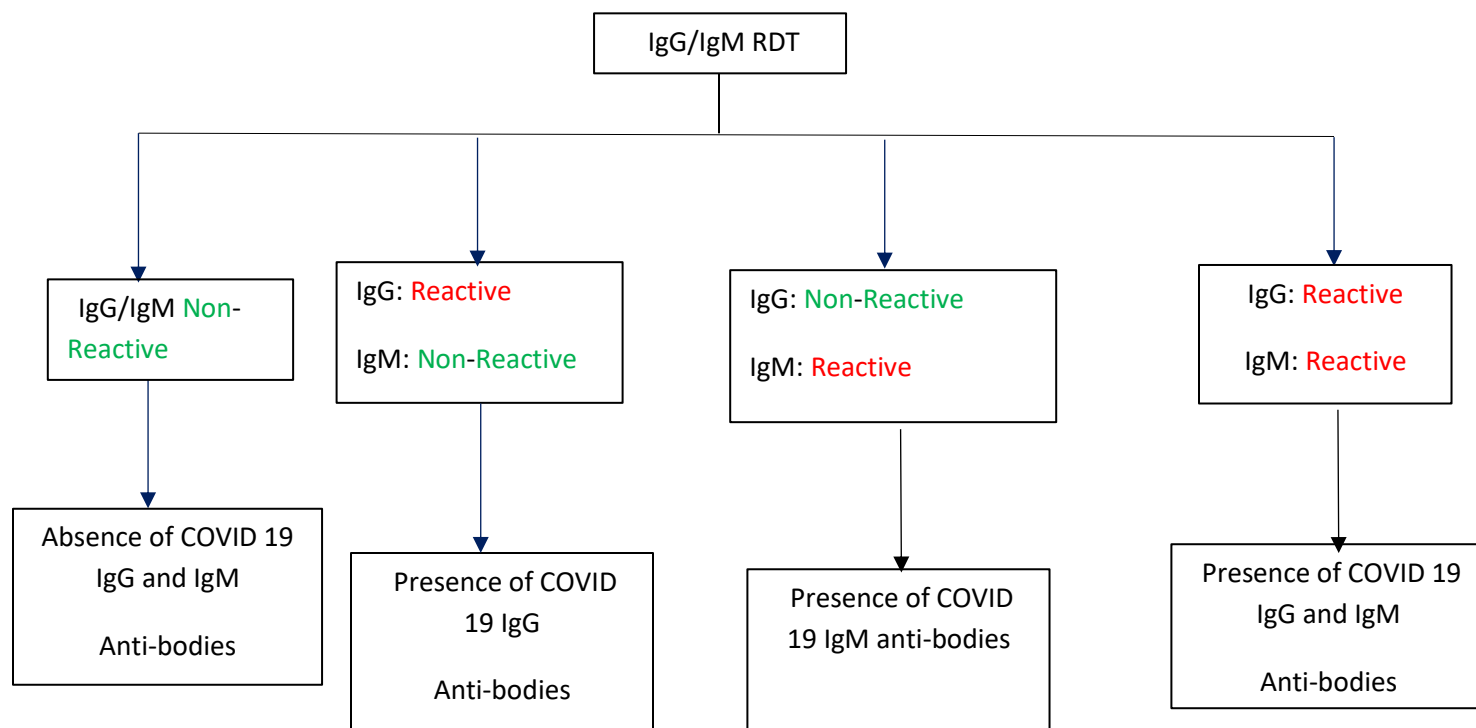 IgG/IgM RDT
IgG/IgM Non-
Reactive
IgG: Reactive
IgM: Non-Reactive
IgG: Non-Reactive
IgM: Reactive
IgG: Reactive
IgM: Reactive
Absence of COVID 19
IgG and IgM
Anti-bodies
Presence of COVID
19 IgG
Anti-bodies
Presence of COVID
19 IgM anti-bodies
Presence of COVID 19
IgG and IgM
Anti-bodies